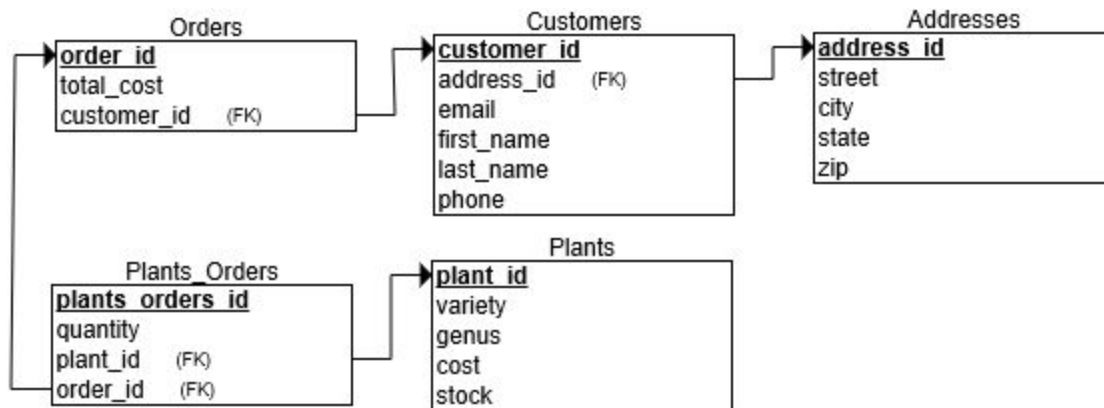 Orders
order_id
total_cost
customer_id (FK)
Customers
customer_id
address_id (FK)
email
first_name
last_name
phone
Addresses
address_id
street
city
state
zip
Plants_Orders
plants_orders_id
quantity
plant_id (FK)
order_id (FK)
Plants
plant_id
variety
genus
cost
stock